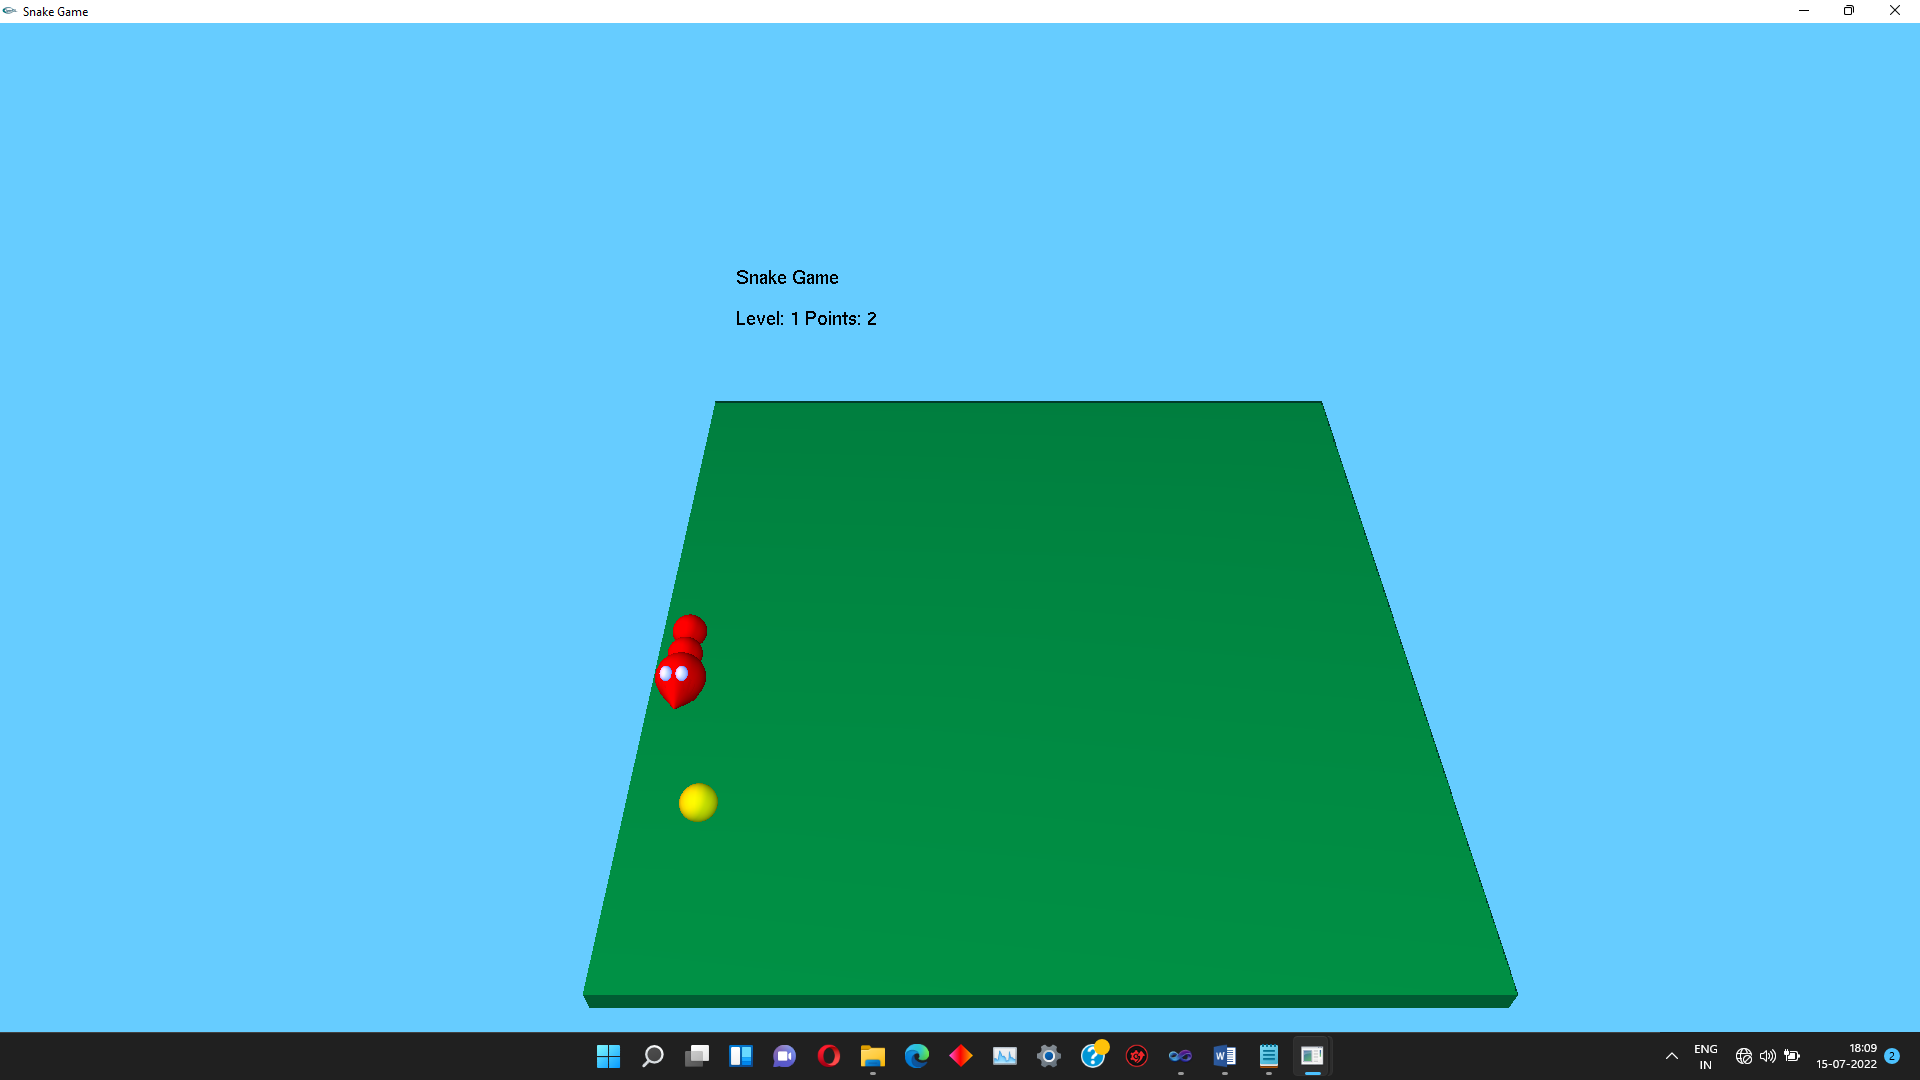 Snake Game
Snake Game
Level: 1 Points: 2
ENG
IN
18:09
15-07-2022
2